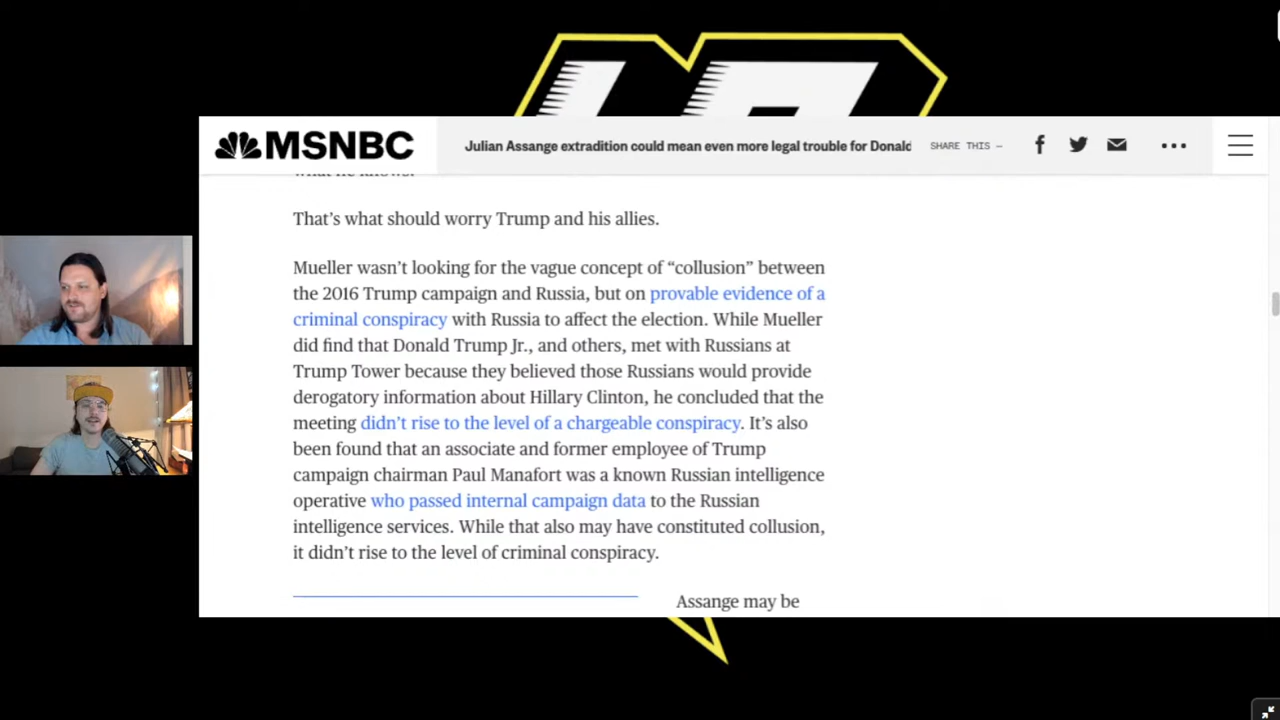 MSNBC
Julian Assange extradition could mean even more legal trouble for Donald
SHARE THIS —
what he knows.
That’s what should worry Trump and his allies.
Mueller wasn’t looking for the vague concept of “collusion” between
the 2016 Trump campaign and Russia, but on provable evidence of a
criminal conspiracy with Russia to affect the election. While Mueller
did find that Donald Trump Jr., and others, met with Russians at
Trump Tower because they believed those Russians would provide
derogatory information about Hillary Clinton, he concluded that the
meeting didn’t rise to the level of a chargeable conspiracy. It’s also
been found that an associate and former employee of Trump
campaign chairman Paul Manafort was a known Russian intelligence
operative who passed internal campaign data to the Russian
intelligence services. While that also may have constituted collusion,
it didn’t rise to the level of criminal conspiracy.
Assange may be